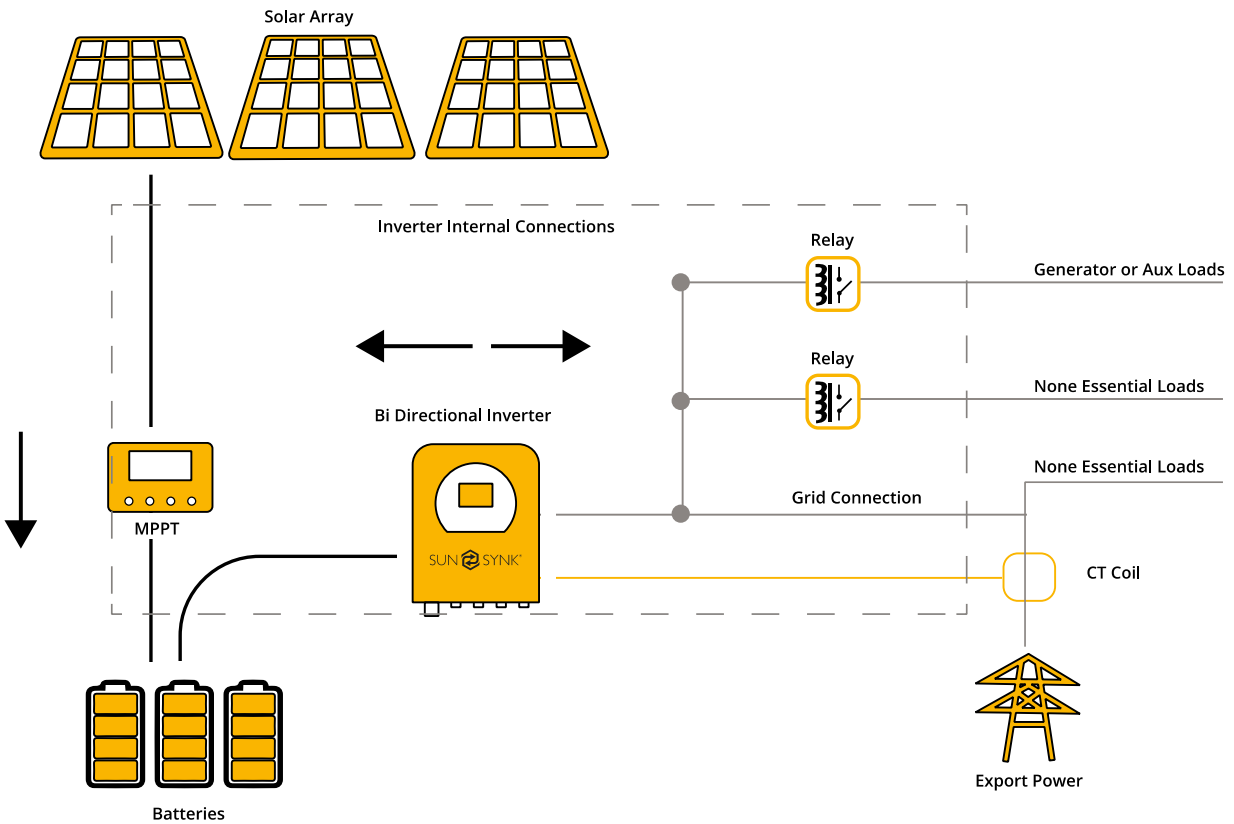 Solar Array
Inverter Internal Connections
Relay
Generator or Aux Loads
Relay
None Essential Loads
Bi Directional Inverter
None Essential Loads
Grid Connection
MPPT
SUN SYNK®
CT Coil
Export Power
Batteries